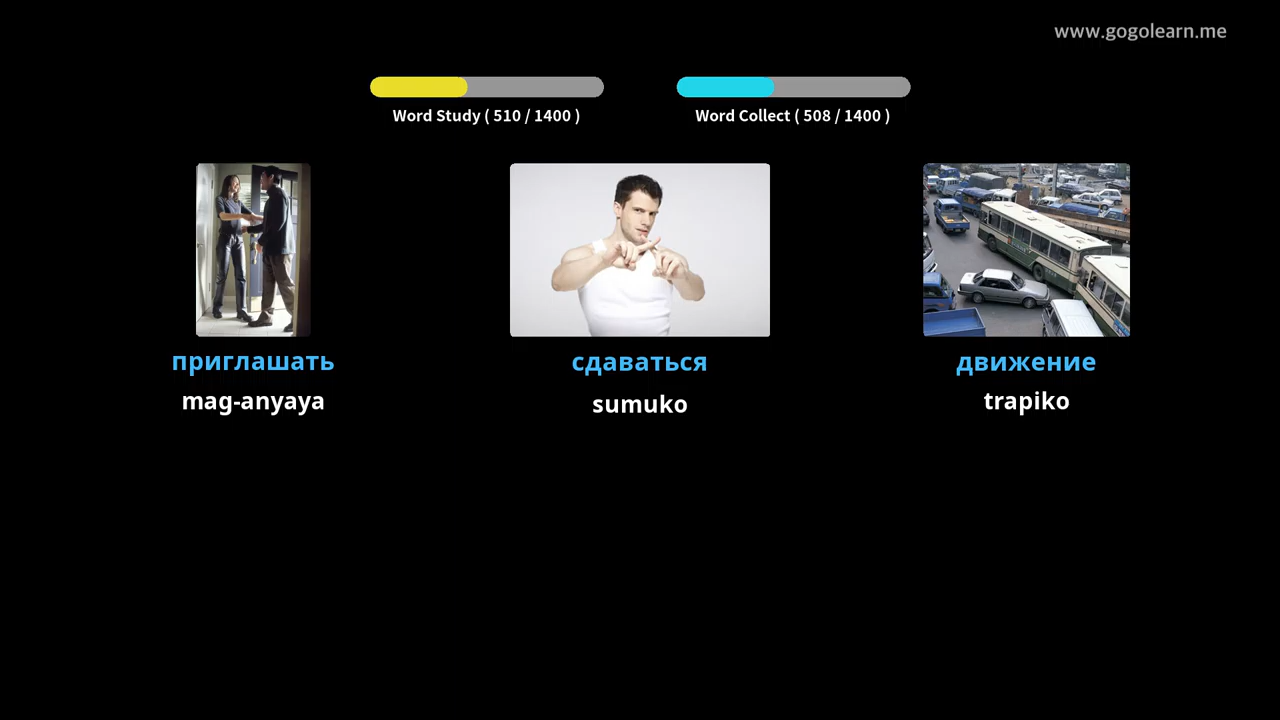 www.gogolearn.me
Word Study ( 510 / 1400 )
Word Collect ( 508 / 1400 )
приглашать
сдаваться
движение
mag-anyaya
sumuko
trapiko